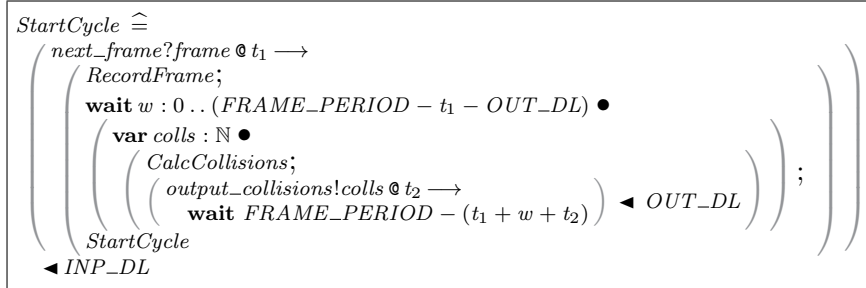 StartCycle ≙
next_frame?frame @ t₁ ⟶
RecordFrame;
wait w : 0 .. (FRAME_PERIOD − t₁ − OUT_DL) •
var colls : ℕ •
CalcCollisions;
output_collisions!colls @ t₂ ⟶
wait FRAME_PERIOD − (t₁ + w + t₂) ◄ OUT_DL ;
StartCycle
◄ INP_DL